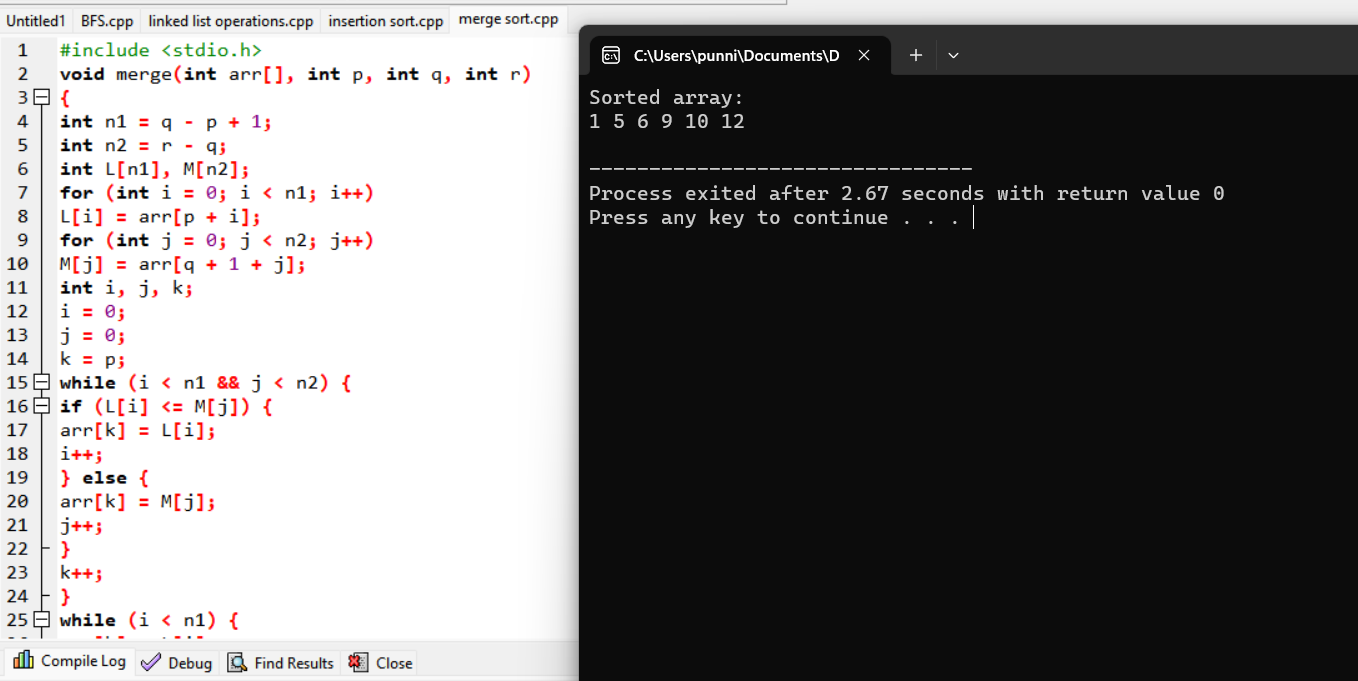 Untitled1 BFS.cpp linked list operations.cpp insertion sort.cpp merge sort.cpp
1 #include <stdio.h>
2 void merge(int arr[], int p, int q, int r)
3 {
4 int n1 = q - p + 1;
5 int n2 = r - q;
6 int L[n1], M[n2];
7 for (int i = 0; i < n1; i++)
8 L[i] = arr[p + i];
9 for (int j = 0; j < n2; j++)
10 M[j] = arr[q + 1 + j];
11 int i, j, k;
12 i = 0;
13 j = 0;
14 k = p;
15 while (i < n1 && j < n2) {
16 if (L[i] <= M[j]) {
17 arr[k] = L[i];
18 i++;
19 } else {
20 arr[k] = M[j];
21 j++;
22 }
23 k++;
24 }
25 while (i < n1) {
Compile Log Debug Find Results Close
C:\Users\punni\Documents\D
Sorted array:
1 5 6 9 10 12
--------------------------------
Process exited after 2.67 seconds with return value 0
Press any key to continue . . .